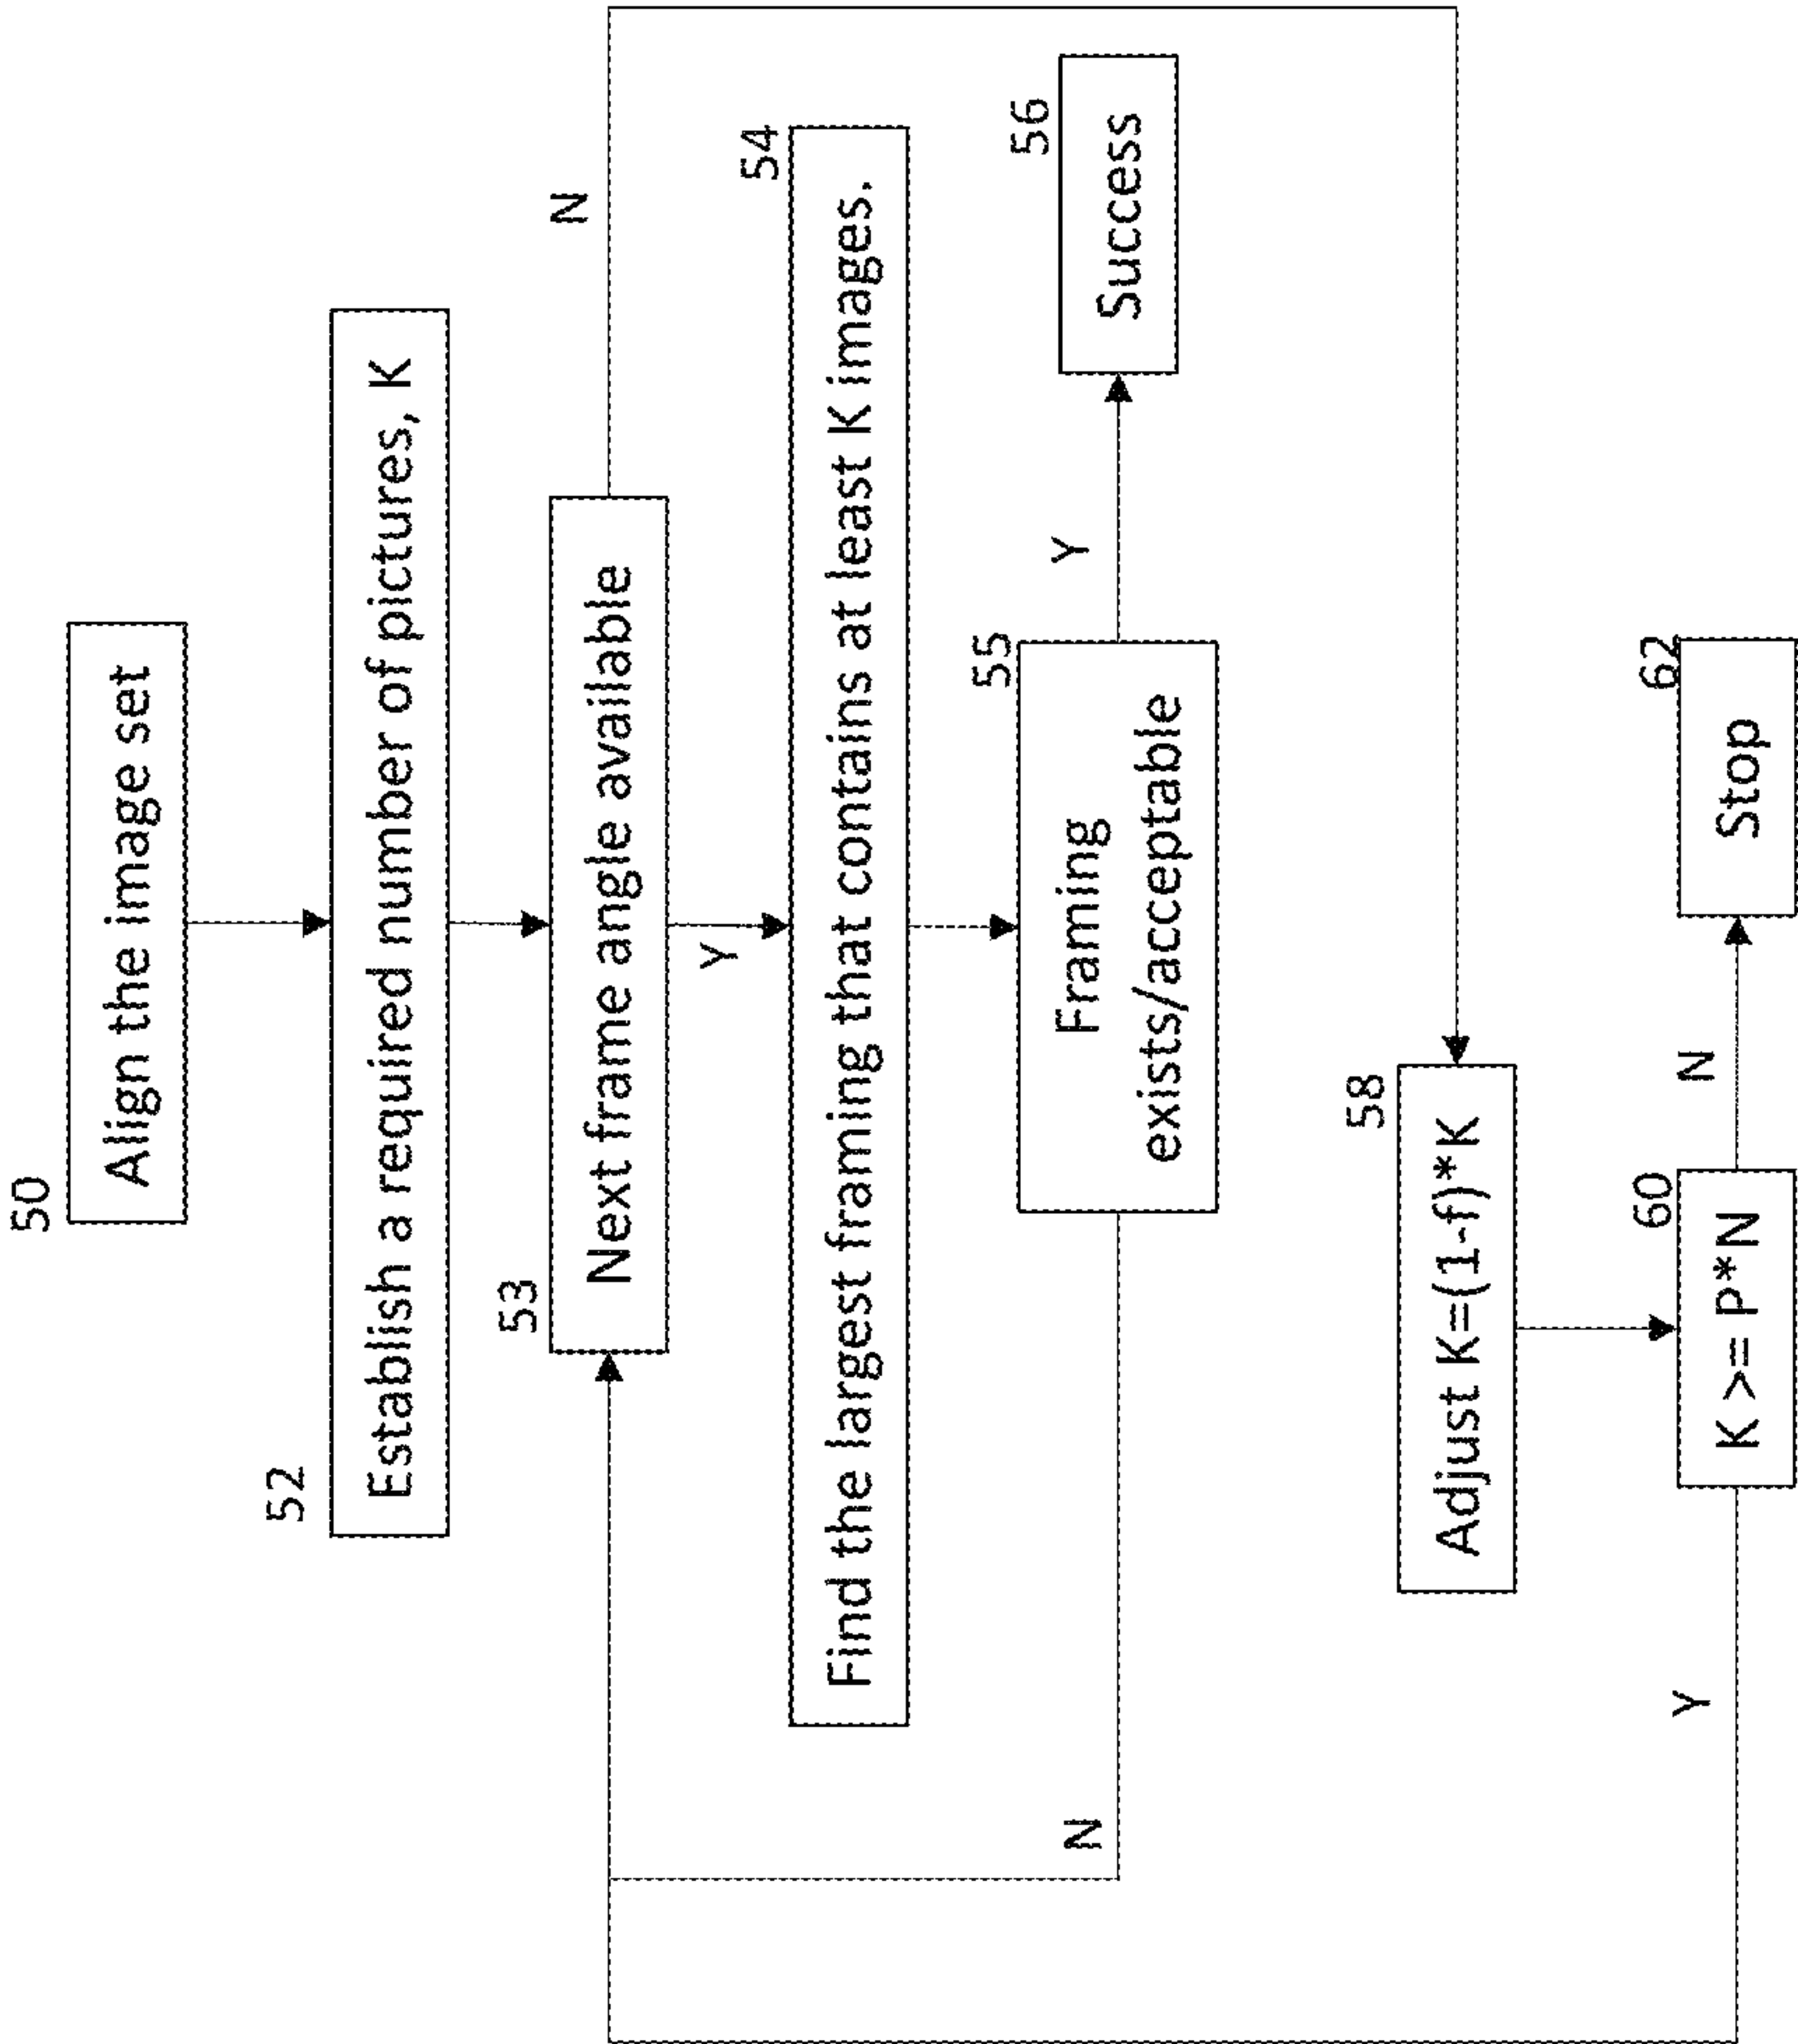 50
Align the image set
52
Establish a required number of pictures, K
53
Next frame angle available
N
Y
54
Find the largest framing that contains at least K images.
55
Framing
exists/acceptable
Y
56
Success
N
58
Adjust K=(1-f)*K
60
K >= P*N
N
62
Stop
Y